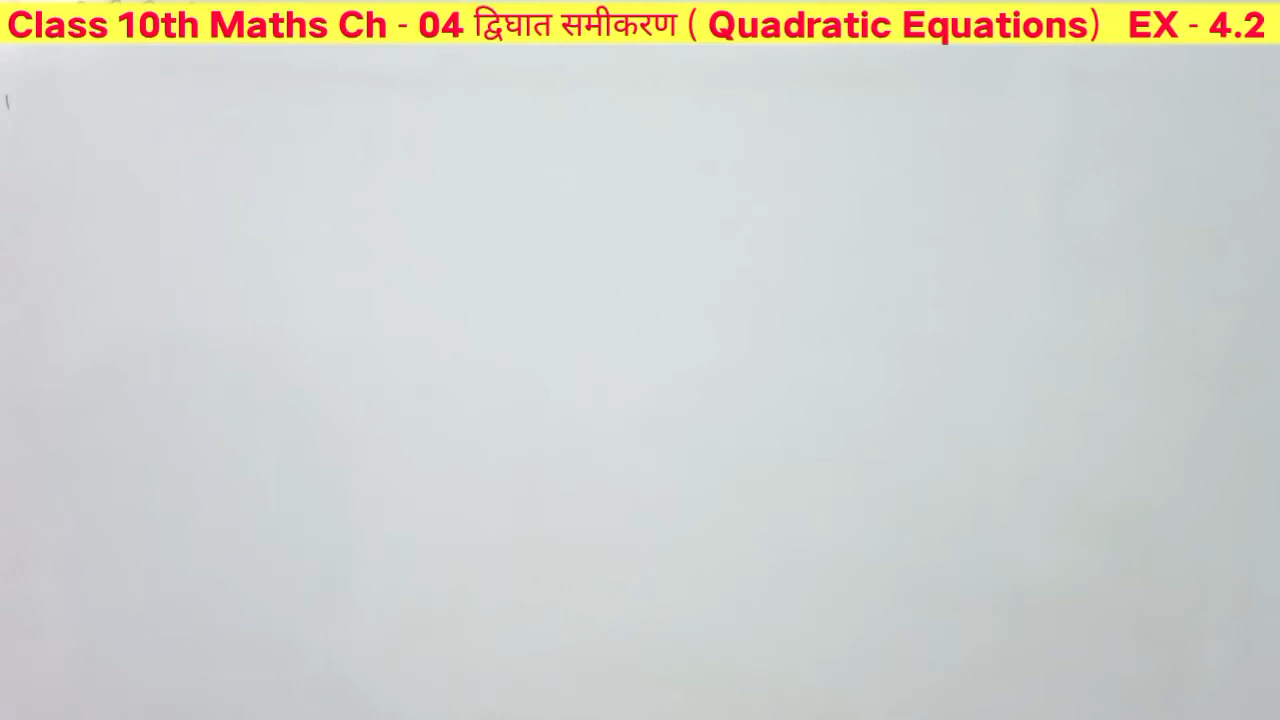 Class 10th Maths Ch - 04 द्विघात समीकरण ( Quadratic Equations) EX - 4.2